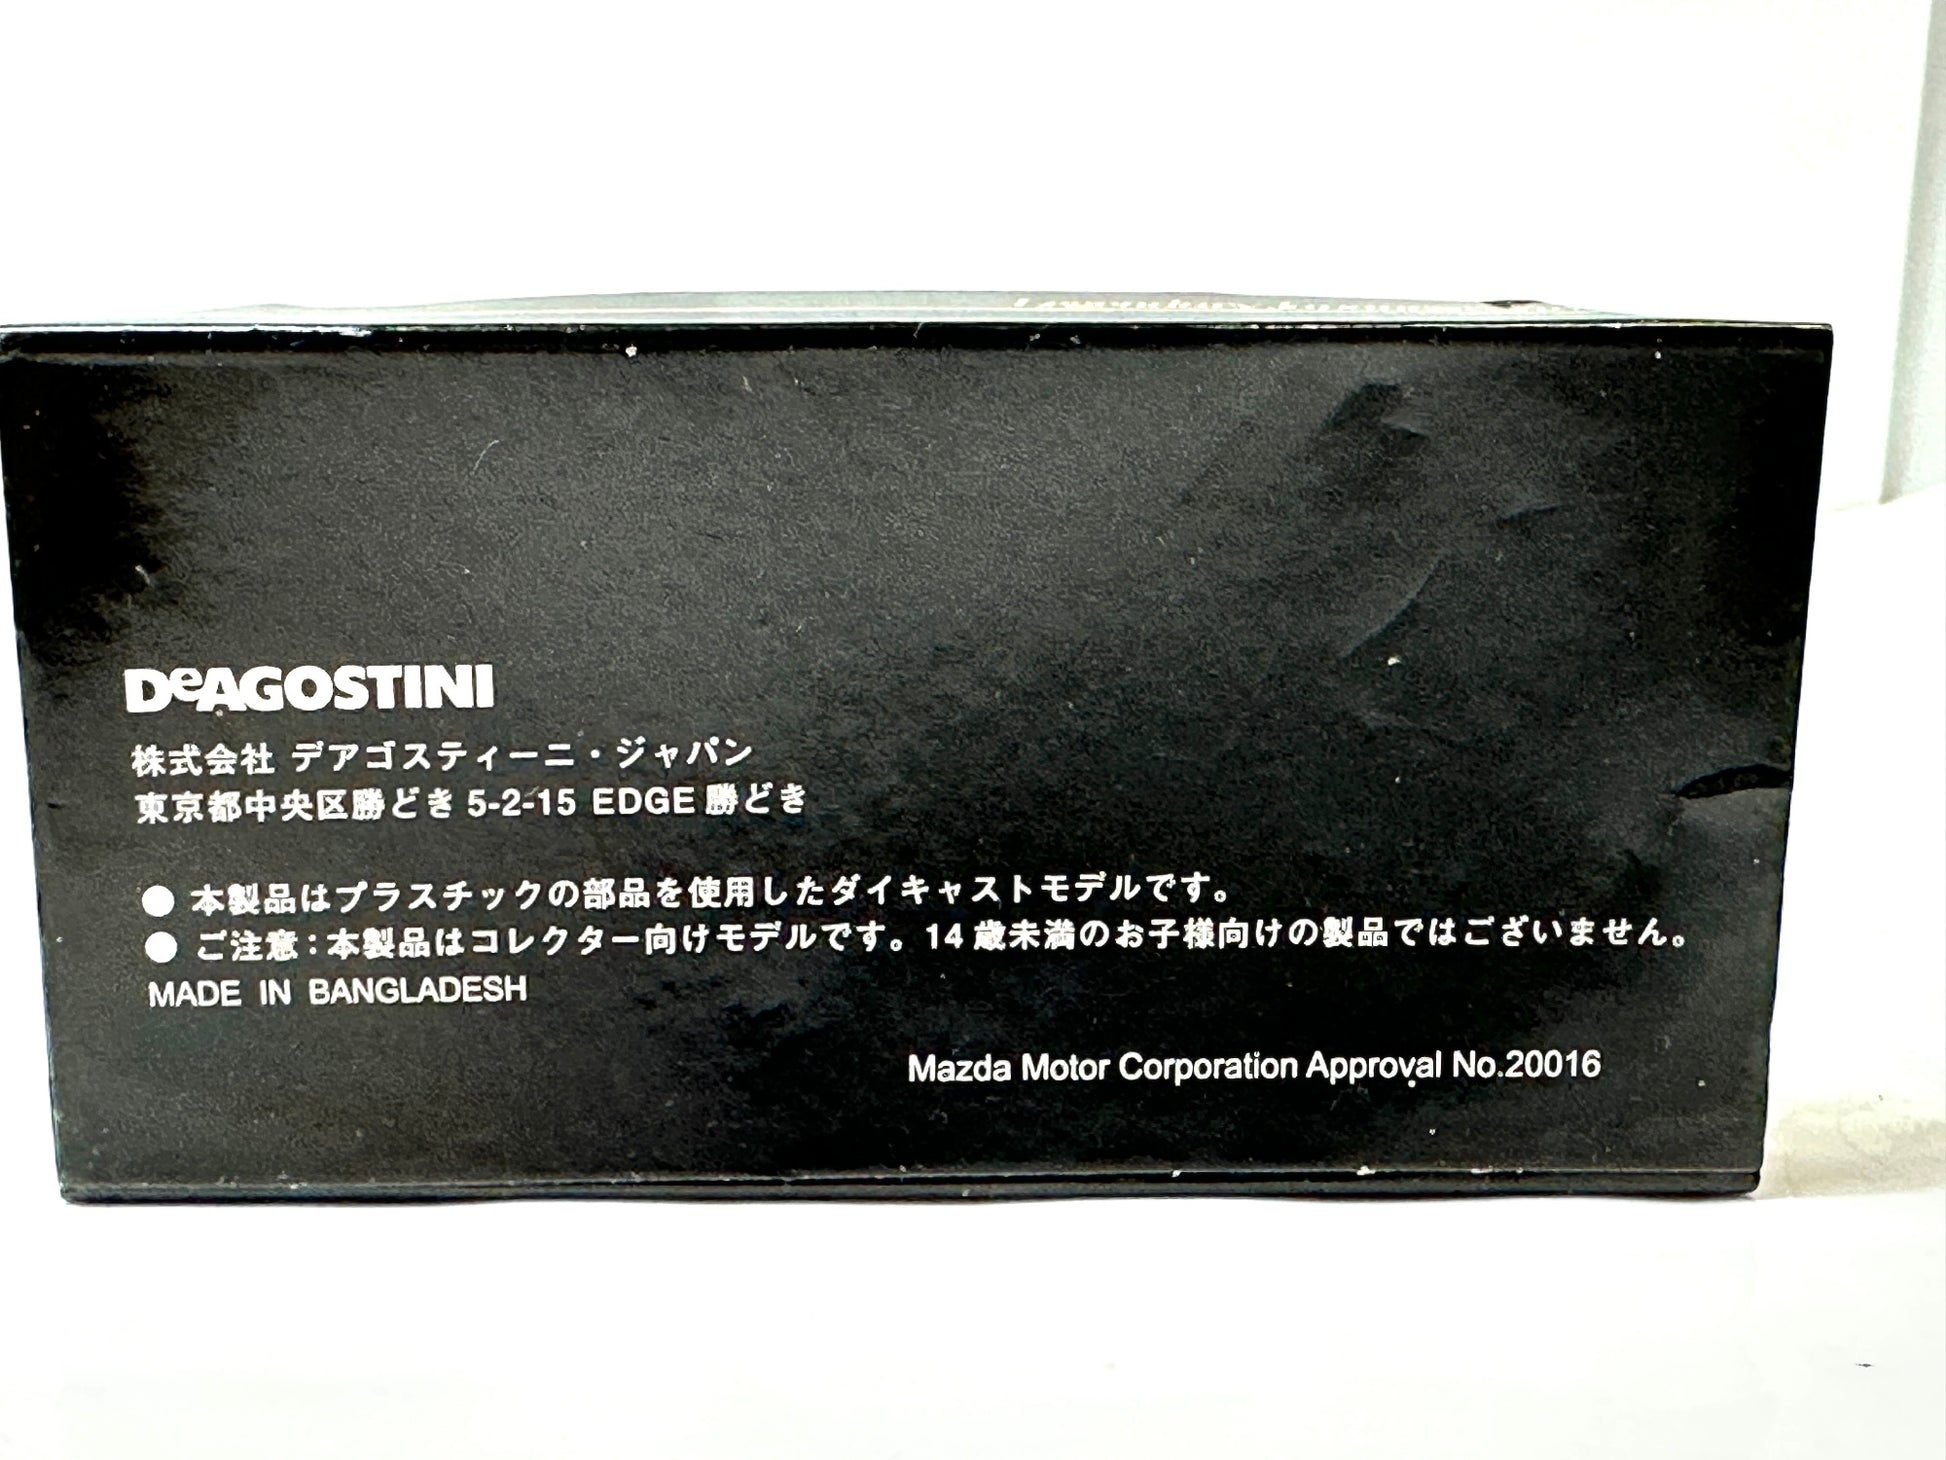 DeAGOSTINI
株式会社 デアゴスティーニ・ジャパン
東京都中央区勝どき 5-2-15 EDGE 勝どき
● 本製品はプラスチックの部品を使用したダイキャストモデルです。
● ご注意：本製品はコレクター向けモデルです。14 歳未満のお子様向けの製品ではございません。
MADE IN BANGLADESH
Mazda Motor Corporation Approval No.20016